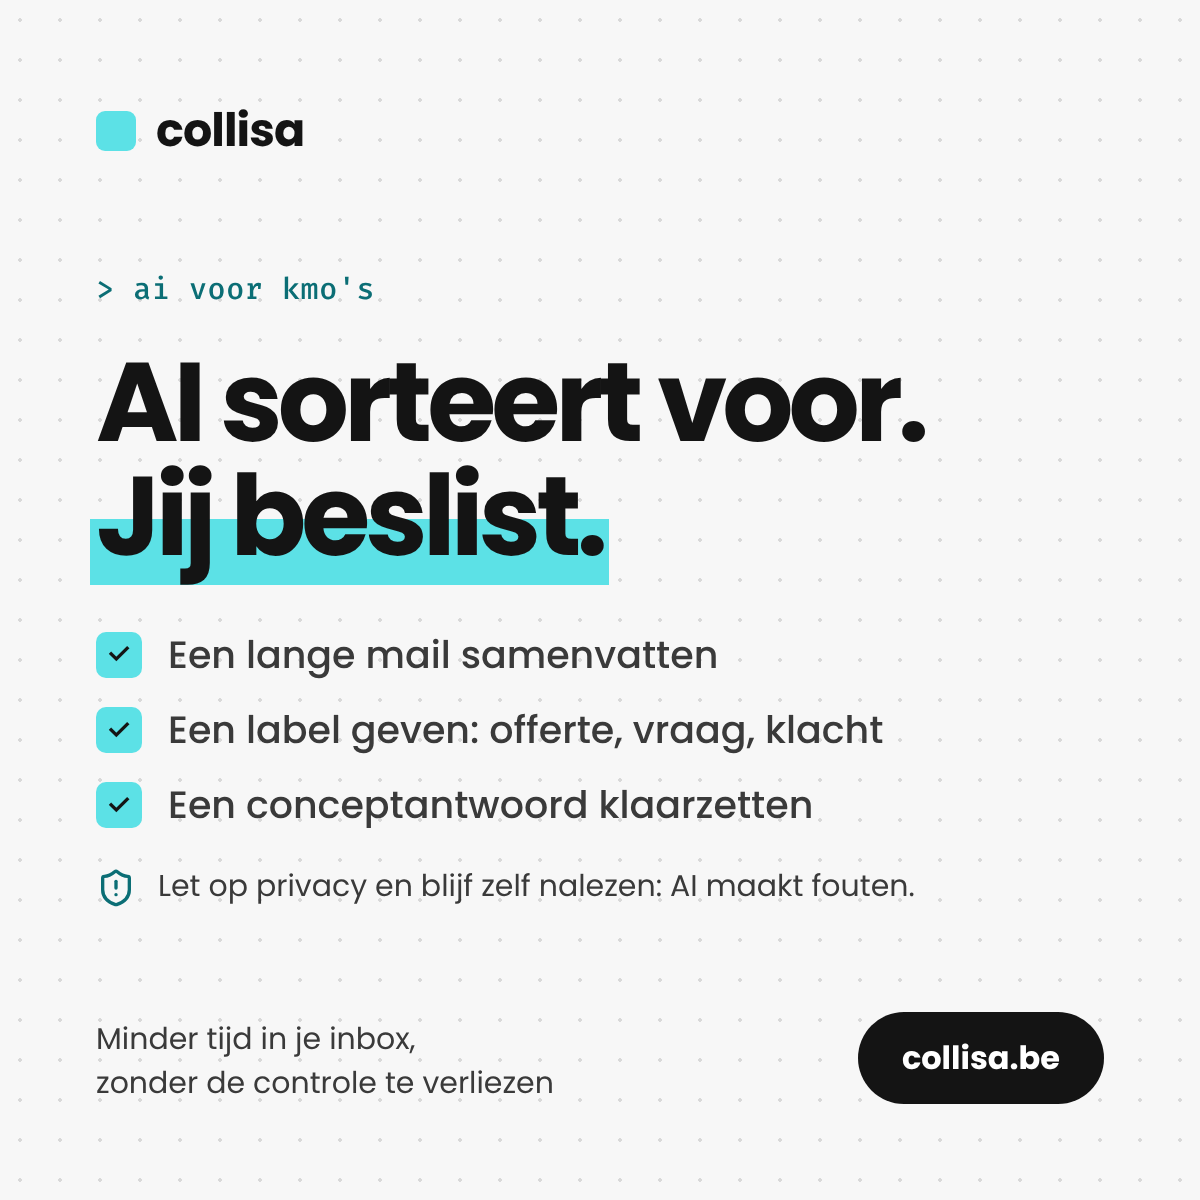 collisa
> ai voor kmo's
AI sorteert voor.
Jij beslist.
Een lange mail samenvatten
Een label geven: offerte, vraag, klacht
Een conceptantwoord klaarzetten
Let op privacy en blijf zelf nalezen: AI maakt fouten.
Minder tijd in je inbox,
zonder de controle te verliezen
collisa.be